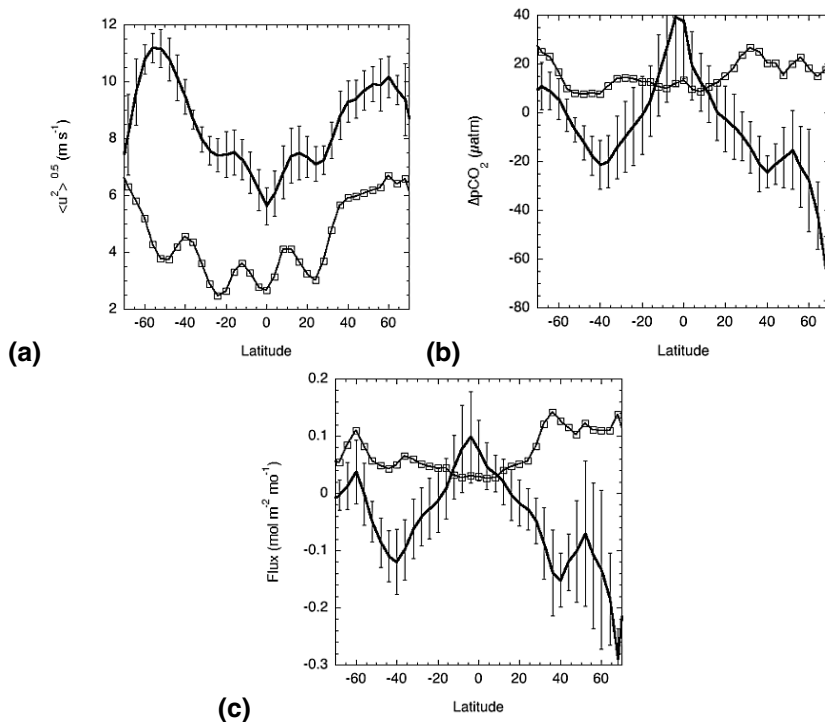 12
10
8
6
4
2
<u²>^0.5 (m s⁻¹)
-60 -40 -20 0 20 40 60
Latitude
(a)
40
20
0
-20
-40
-60
-80
ΔpCO₂ (µatm)
-60 -40 -20 0 20 40 60
Latitude
(b)
0.2
0.1
0
-0.1
-0.2
-0.3
Flux (mol m⁻² mo⁻¹)
-60 -40 -20 0 20 40 60
Latitude
(c)